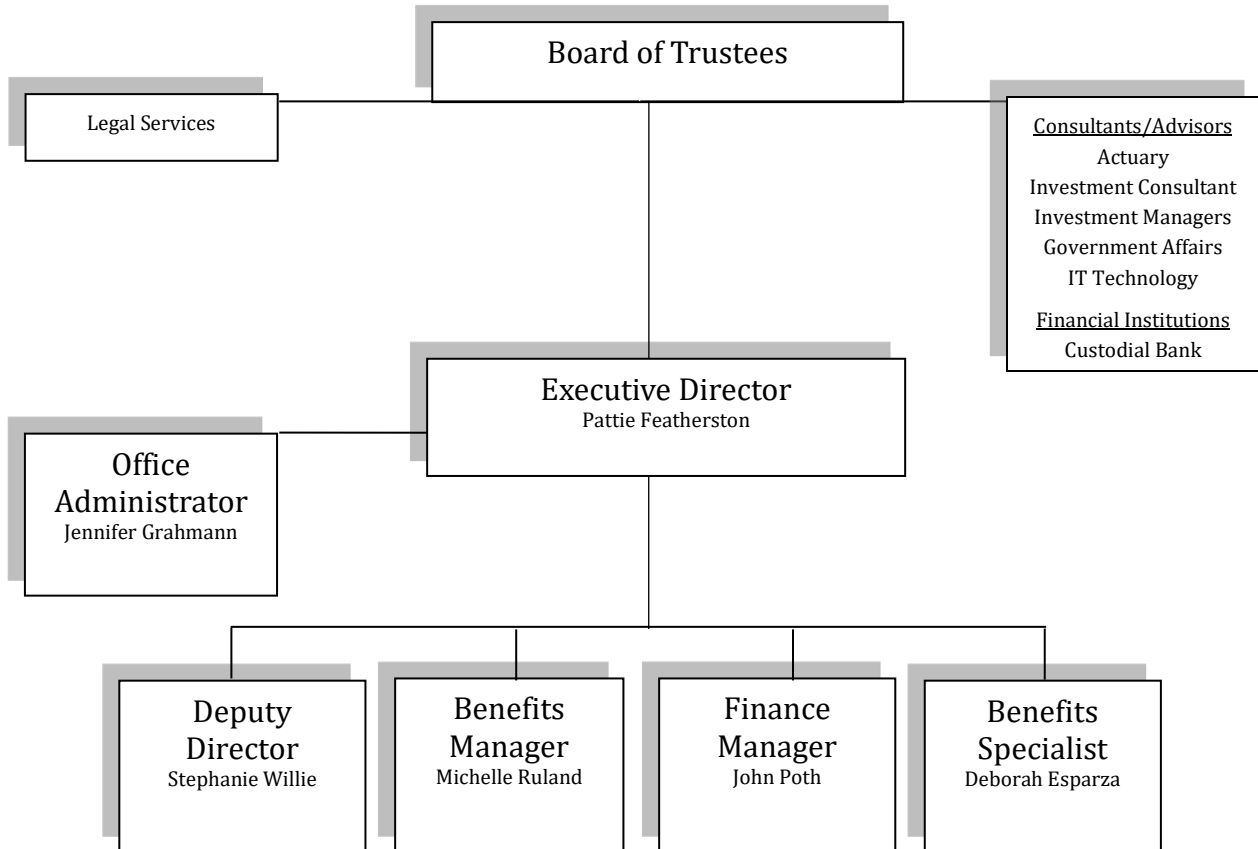 Board of Trustees
Legal Services
Consultants/Advisors
Actuary
Investment Consultant
Investment Managers
Government Affairs
IT Technology
Financial Institutions
Custodial Bank
Executive Director
Pattie Featherston
Office
Administrator
Jennifer Grahmann
Deputy
Director
Stephanie Willie
Benefits
Manager
Michelle Ruland
Finance
Manager
John Poth
Benefits
Specialist
Deborah Esparza